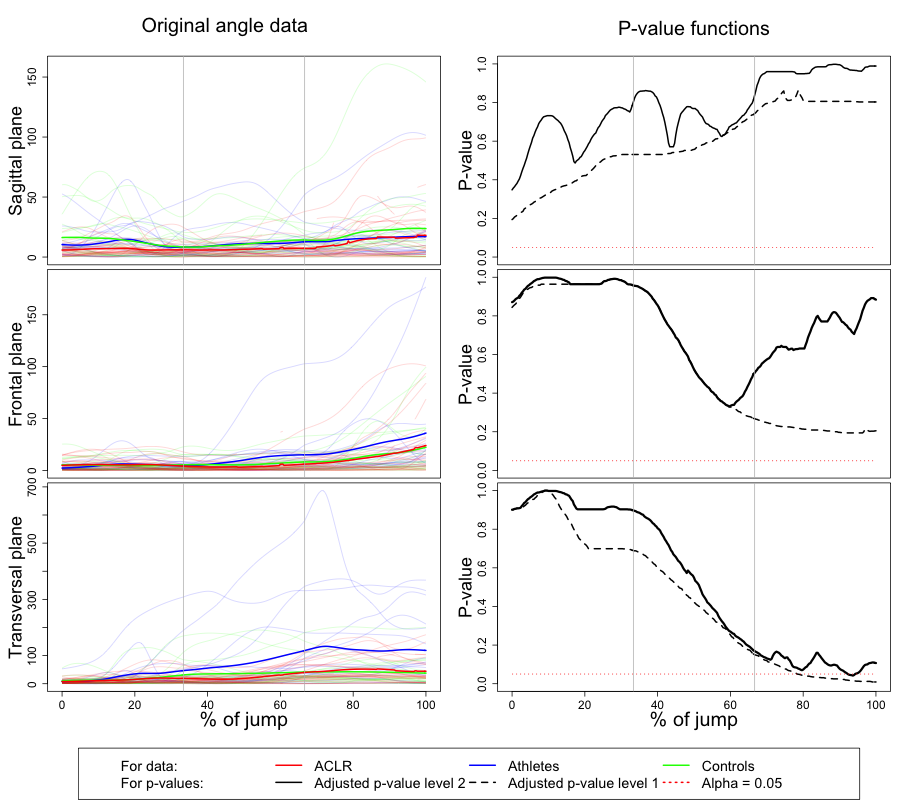 Original angle data
P-value functions
Sagittal plane
0 50 100 150
P-value
0.0 0.2 0.4 0.6 0.8 1.0
Frontal plane
0 50 100 150
P-value
0.0 0.2 0.4 0.6 0.8 1.0
Transversal plane
0 100 300 500 700
P-value
0.0 0.2 0.4 0.6 0.8 1.0
0 20 40 60 80 100
% of jump
0 20 40 60 80 100
% of jump
For data: ACLR Athletes Controls
For p-values: Adjusted p-value level 2 Adjusted p-value level 1 Alpha = 0.05